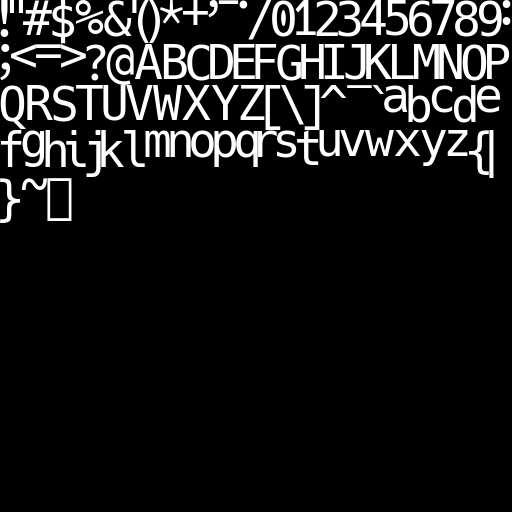 !"#$%&'()*+,-./0123456789:
;<=>?@ABCDEFGHIJKLMNOP
QRSTUVWXYZ[\]^_`abcde
fghijklmnopqrstuvwxyz{|
}~□